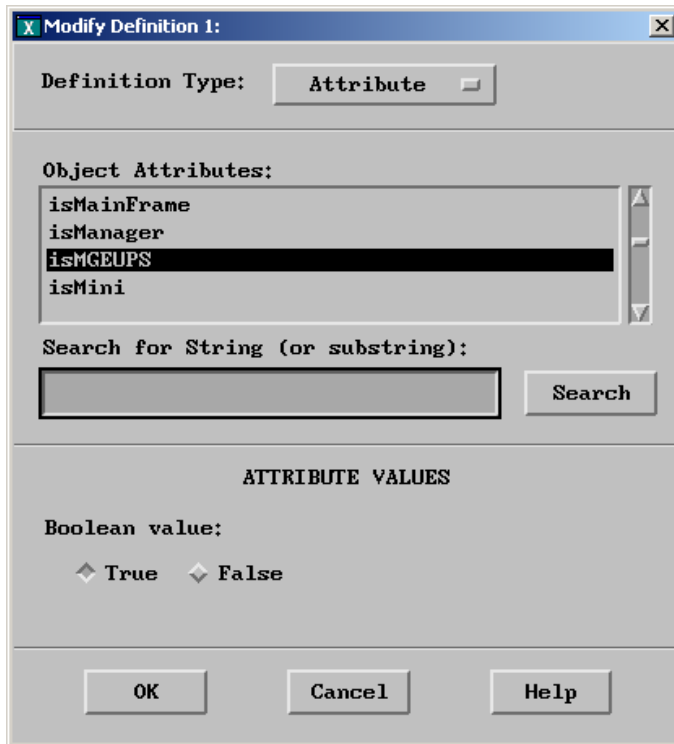 Modify Definition 1:
Definition Type: Attribute
Object Attributes:
isMainFrame
isManager
isMGEUPS
isMini
Search for String (or substring):
Search
ATTRIBUTE VALUES
Boolean value:
True False
OK Cancel Help